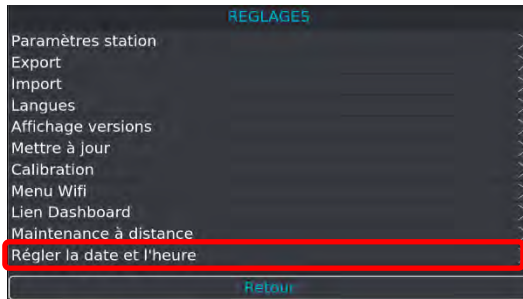 REGLAGES
Paramètres station
Export
Import
Langues
Affichage versions
Mettre à jour
Calibration
Menu Wifi
Lien Dashboard
Maintenance à distance
Régler la date et l'heure
Retour